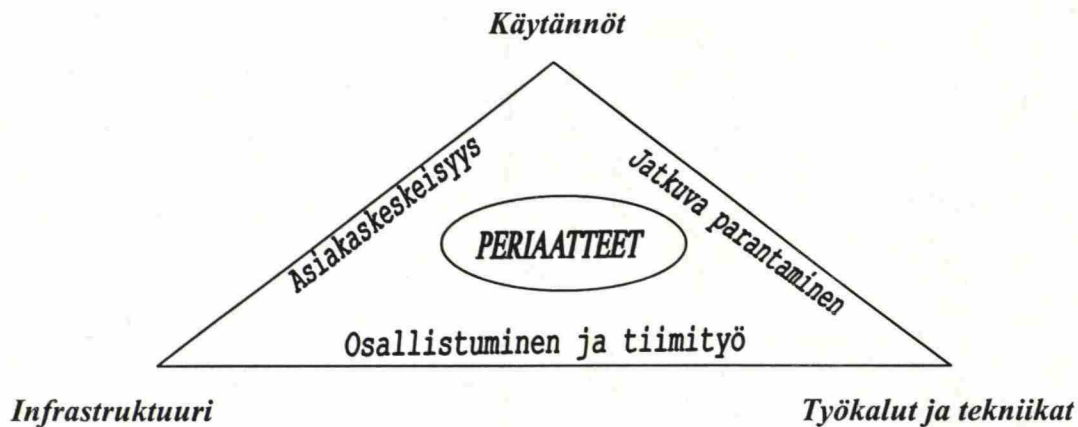 Käytännöt
Asiakaskeskeisyys
Jatkuva parantaminen
PERIAATTEET
Osallistuminen ja tiimityö
Infrastruktuuri
Työkalut ja tekniikat